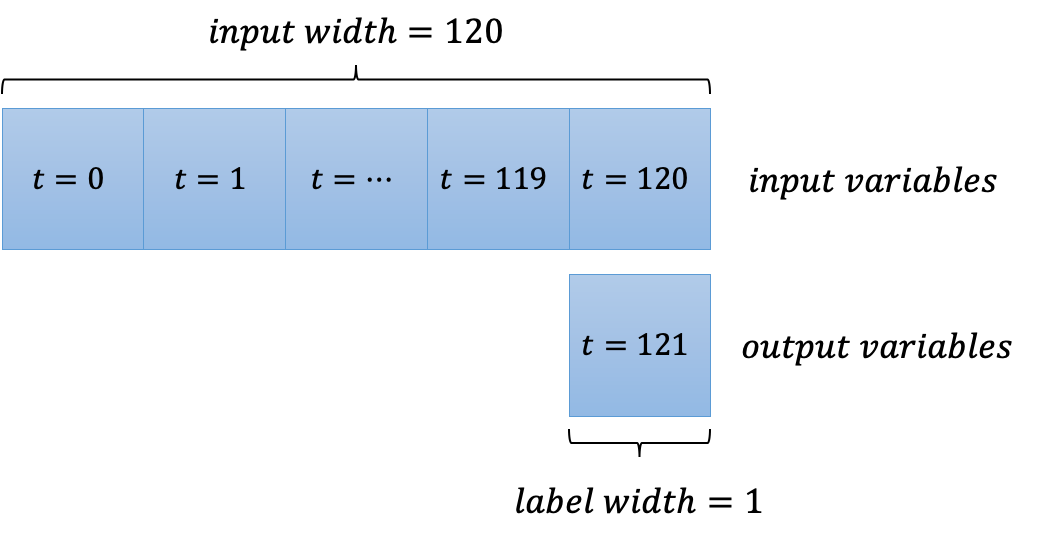 input width = 120
t = 0
t = 1
t = ⋯
t = 119
t = 120
input variables
t = 121
output variables
label width = 1